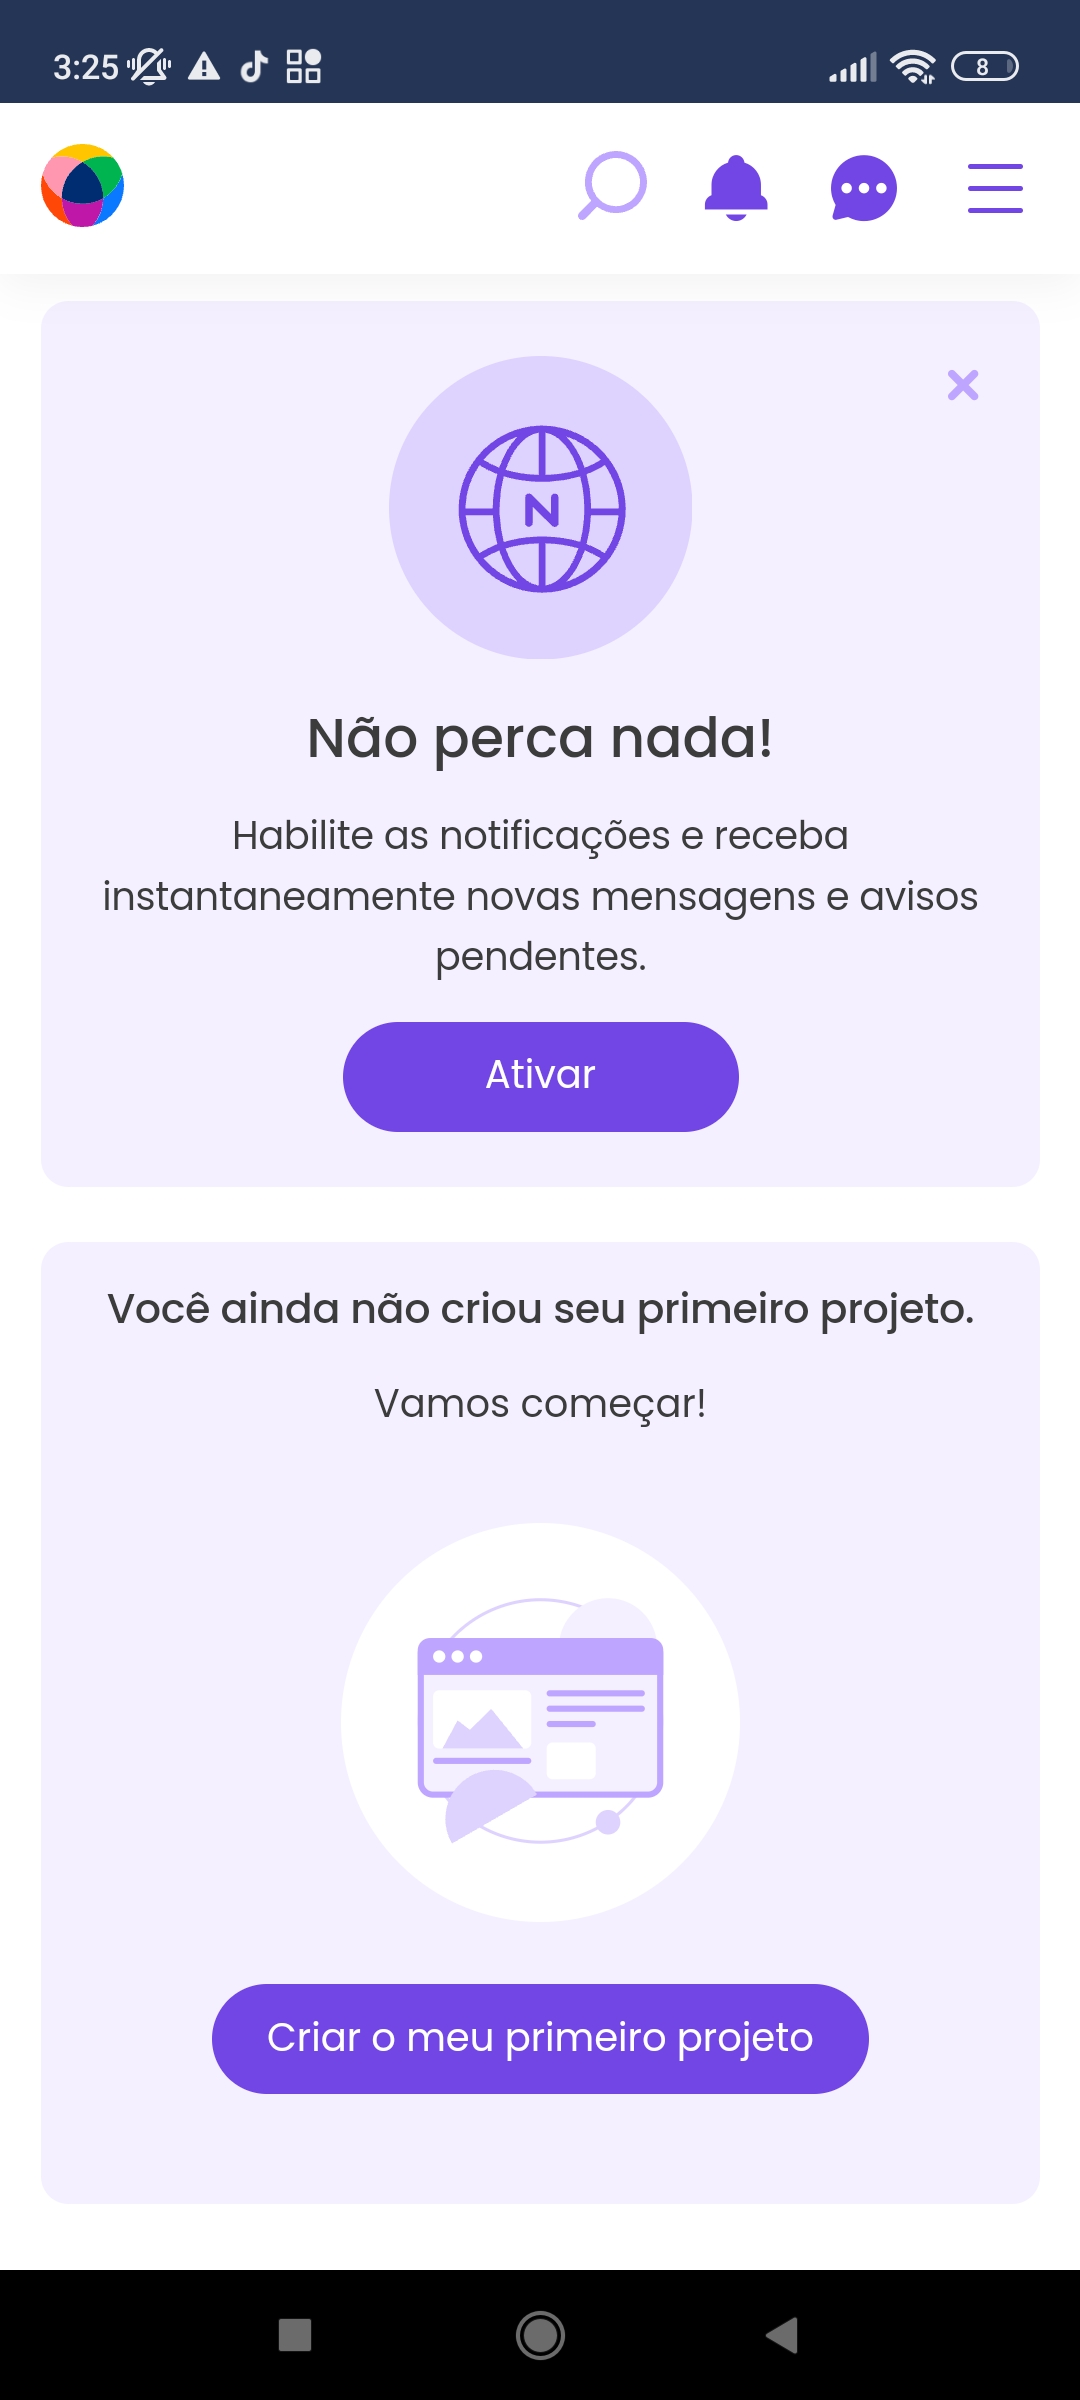 3:25
8
N
Não perca nada!
Habilite as notificações e receba
instantaneamente novas mensagens e avisos
pendentes.
Ativar
Você ainda não criou seu primeiro projeto.
Vamos começar!
Criar o meu primeiro projeto